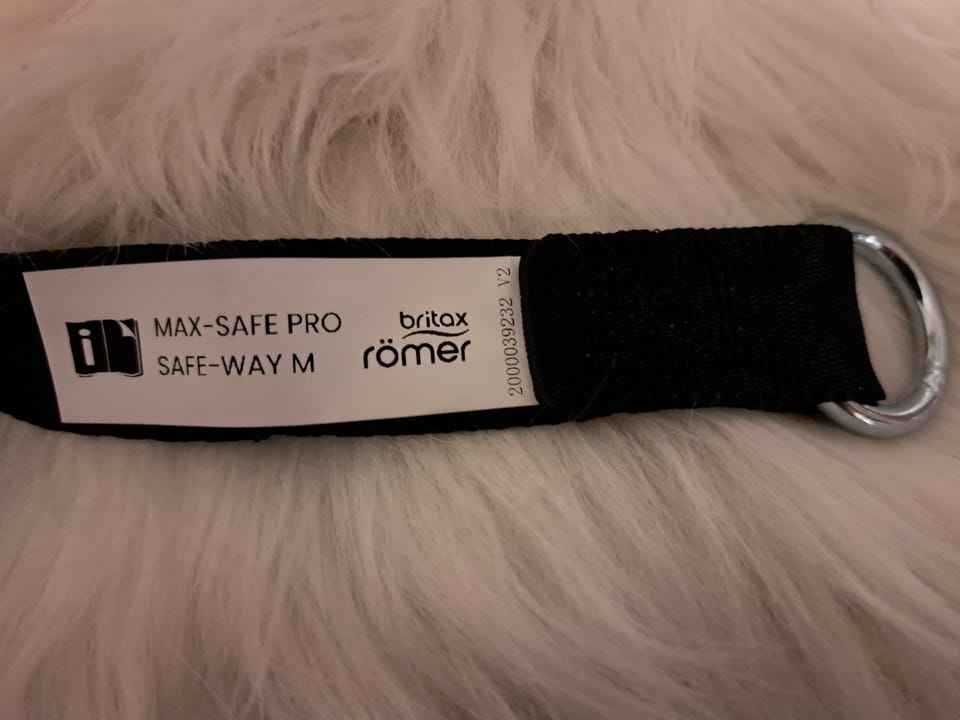 i
MAX-SAFE PRO
SAFE-WAY M
britax
römer
2000039232 V2